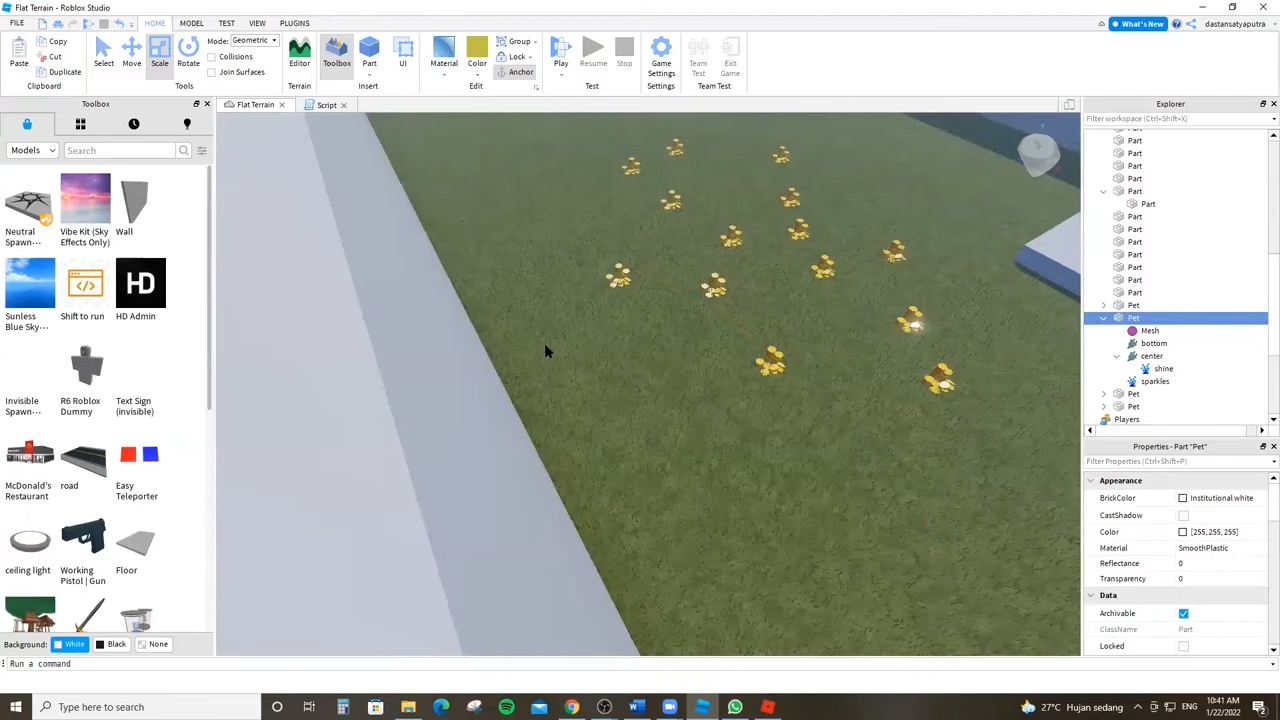 Flat Terrain - Roblox Studio
FILE HOME MODEL TEST VIEW PLUGINS What's New dastansatyaputra
Paste Copy Cut Duplicate Clipboard
Select Move Scale Rotate Mode: Geometric Collisions Join Surfaces Tools
Editor Terrain
Toolbox Part UI Insert
Material Color Group Lock Anchor Edit
Play Resume Stop Test
Game Settings Settings
Team Test Exit Game Team Test
Toolbox
Flat Terrain Script
Models Search
Neutral Spawn... Vibe Kit (Sky Effects Only) Wall
Sunless Blue Sky... Shift to run HD HD Admin
Invisible Spawn... R6 Roblox Dummy Text Sign (invisible)
McDonald's Restaurant road Easy Teleporter
ceiling light Working Pistol | Gun Floor
Background: White Black None
Explorer
Filter workspace (Ctrl+Shift+X)
Part
Part
Part
Part
Part
Part
Part
Part
Part
Part
Part
Part
Part
Part
Pet
Pet
Mesh
bottom
center
shine
sparkles
Pet
Pet
Players
Properties - Part "Pet"
Filter Properties (Ctrl+Shift+P)
Appearance
BrickColor Institutional white
CastShadow
Color [255, 255, 255]
Material SmoothPlastic
Reflectance 0
Transparency 0
Data
Archivable
ClassName Part
Locked
Run a command
Type here to search
27°C Hujan sedang
10:41 AM
1/22/2022